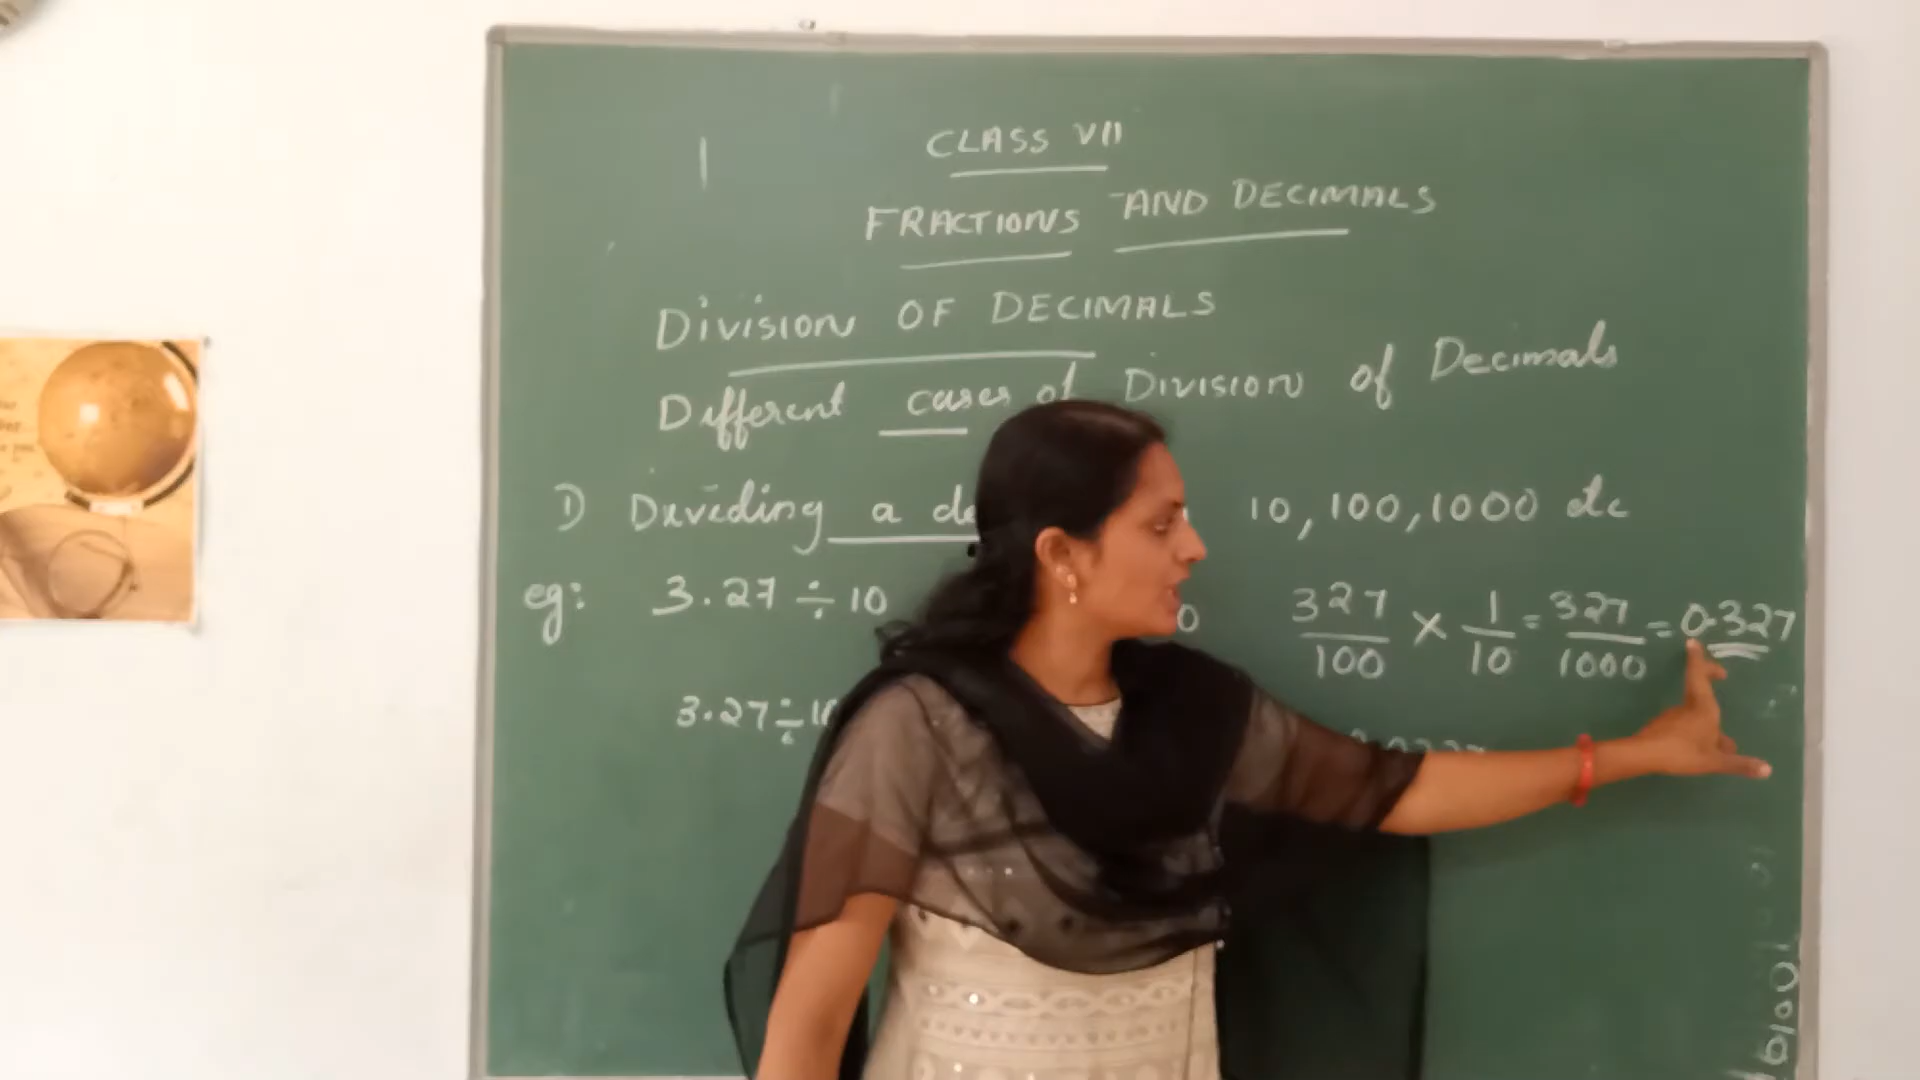 CLASS VII
FRACTIONS AND DECIMALS
DIVISION OF DECIMALS
Different cases of Division of Decimals
1) Dividing a de 10, 100, 1000 etc
eg: 3.27 ÷ 10 0 327/100 × 1/10 = 327/1000 = 0.327
3.27 ÷ 1